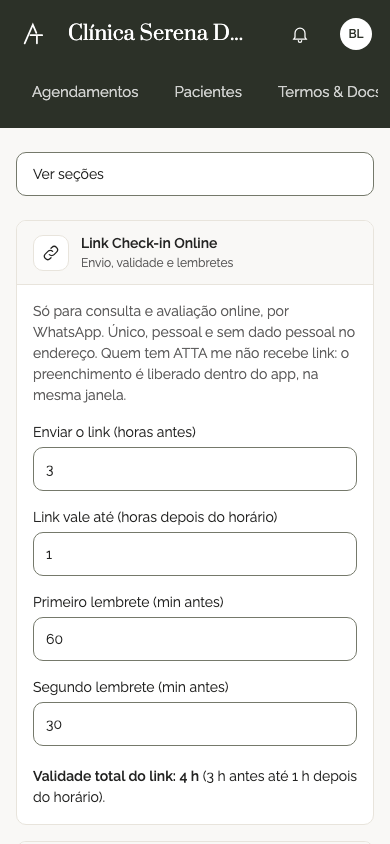 Clínica Serena D...
BL
Agendamentos
Pacientes
Termos & Docs
Ver seções
Link Check-in Online
Envio, validade e lembretes
Só para consulta e avaliação online, por
WhatsApp. Único, pessoal e sem dado pessoal no
endereço. Quem tem ATTA me não recebe link: o
preenchimento é liberado dentro do app, na
mesma janela.
Enviar o link (horas antes)
3
Link vale até (horas depois do horário)
1
Primeiro lembrete (min antes)
60
Segundo lembrete (min antes)
30
Validade total do link: 4 h (3 h antes até 1 h depois
do horário).